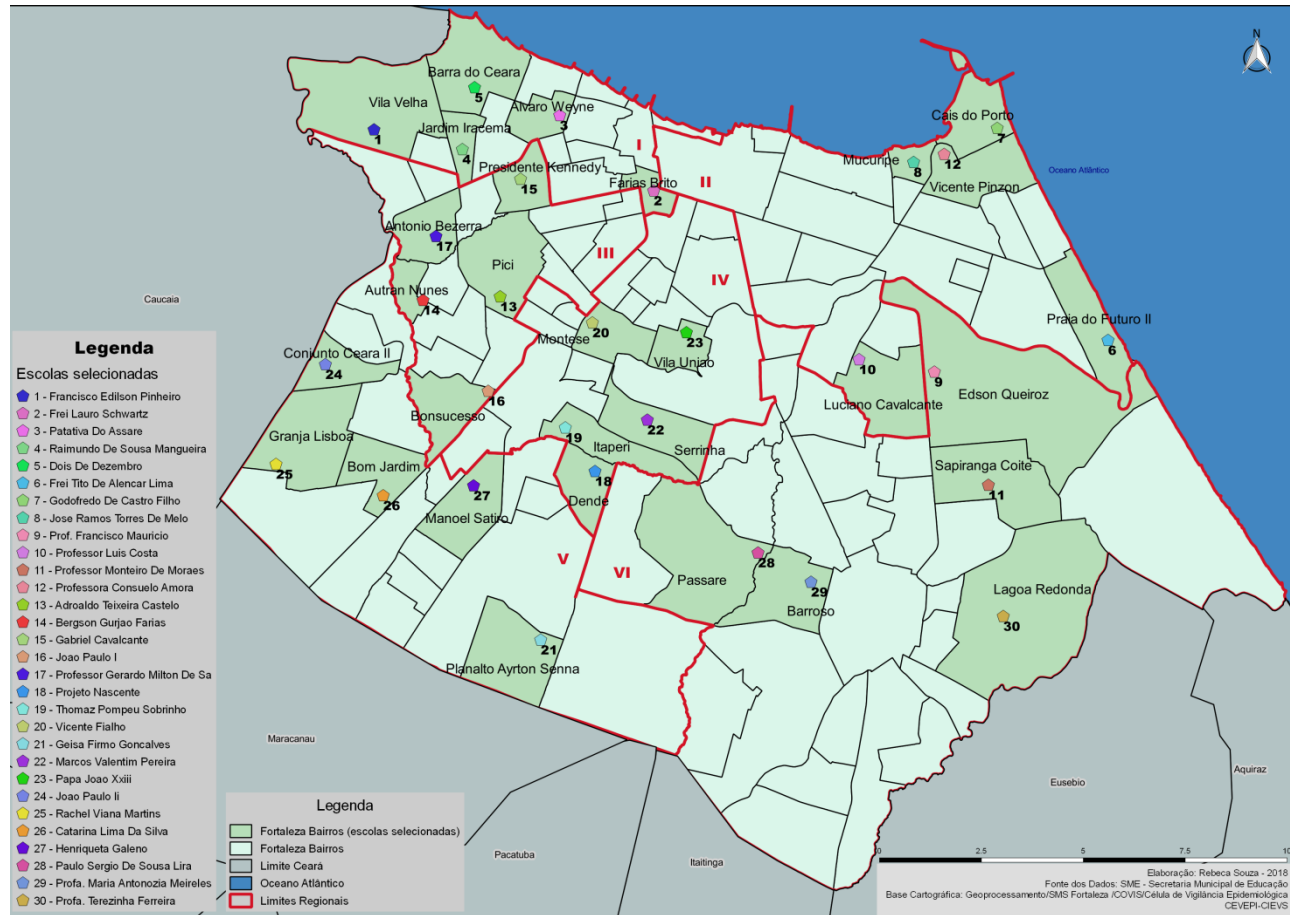 N
Barra do Ceara
5
Vila Velha
1
Alvaro Weyne
3
Jardim Iracema
4
Presidente Kennedy
15
I
Farias Brito
2
II
Cais do Porto
7
Mucuripe
8
12
Vicente Pinzon
Oceano Atlântico
Antonio Bezerra
17
Pici
13
III
IV
Autran Nunes
14
Caucaia
Montese
20
23
Vila Uniao
Praia do Futuro II
6
Conjunto Ceara II
24
10
Luciano Cavalcante
9
Edson Queiroz
Bonsucesso
16
Granja Lisboa
25
Bom Jardim
26
19
Itaperi
22
Serrinha
Sapiranga Coite
11
27
Manoel Satiro
18
Dende
V
VI
Passare
28
29
Barroso
Lagoa Redonda
30
21
Planalto Ayrton Senna
Maracanau
Pacatuba
Itaitinga
Eusebio
Aquiraz
Legenda
Escolas selecionadas
1 - Francisco Edilson Pinheiro
2 - Frei Lauro Schwartz
3 - Patativa Do Assare
4 - Raimundo De Sousa Mangueira
5 - Dois De Dezembro
6 - Frei Tito De Alencar Lima
7 - Godofredo De Castro Filho
8 - Jose Ramos Torres De Melo
9 - Prof. Francisco Mauricio
10 - Professor Luis Costa
11 - Professor Monteiro De Moraes
12 - Professora Consuelo Amora
13 - Adroaldo Teixeira Castelo
14 - Bergson Gurjao Farias
15 - Gabriel Cavalcante
16 - Joao Paulo I
17 - Professor Gerardo Milton De Sa
18 - Projeto Nascente
19 - Thomaz Pompeu Sobrinho
20 - Vicente Fialho
21 - Geisa Firmo Goncalves
22 - Marcos Valentim Pereira
23 - Papa Joao Xxiii
24 - Joao Paulo Ii
25 - Rachel Viana Martins
26 - Catarina Lima Da Silva
27 - Henriqueta Galeno
28 - Paulo Sergio De Sousa Lira
29 - Profa. Maria Antonozia Meireles
30 - Profa. Terezinha Ferreira
Legenda
Fortaleza Bairros (escolas selecionadas)
Fortaleza Bairros
Limite Ceará
Oceano Atlântico
Limites Regionais
0 2.5 5 7.5 10
Elaboração: Rebeca Souza - 2018
Fonte dos Dados: SME - Secretaria Municipal de Educação
Base Cartográfica: Geoprocessamento/SMS Fortaleza /COVIS/Célula de Vigilância Epidemiológica
CEVEPI-CIEVS